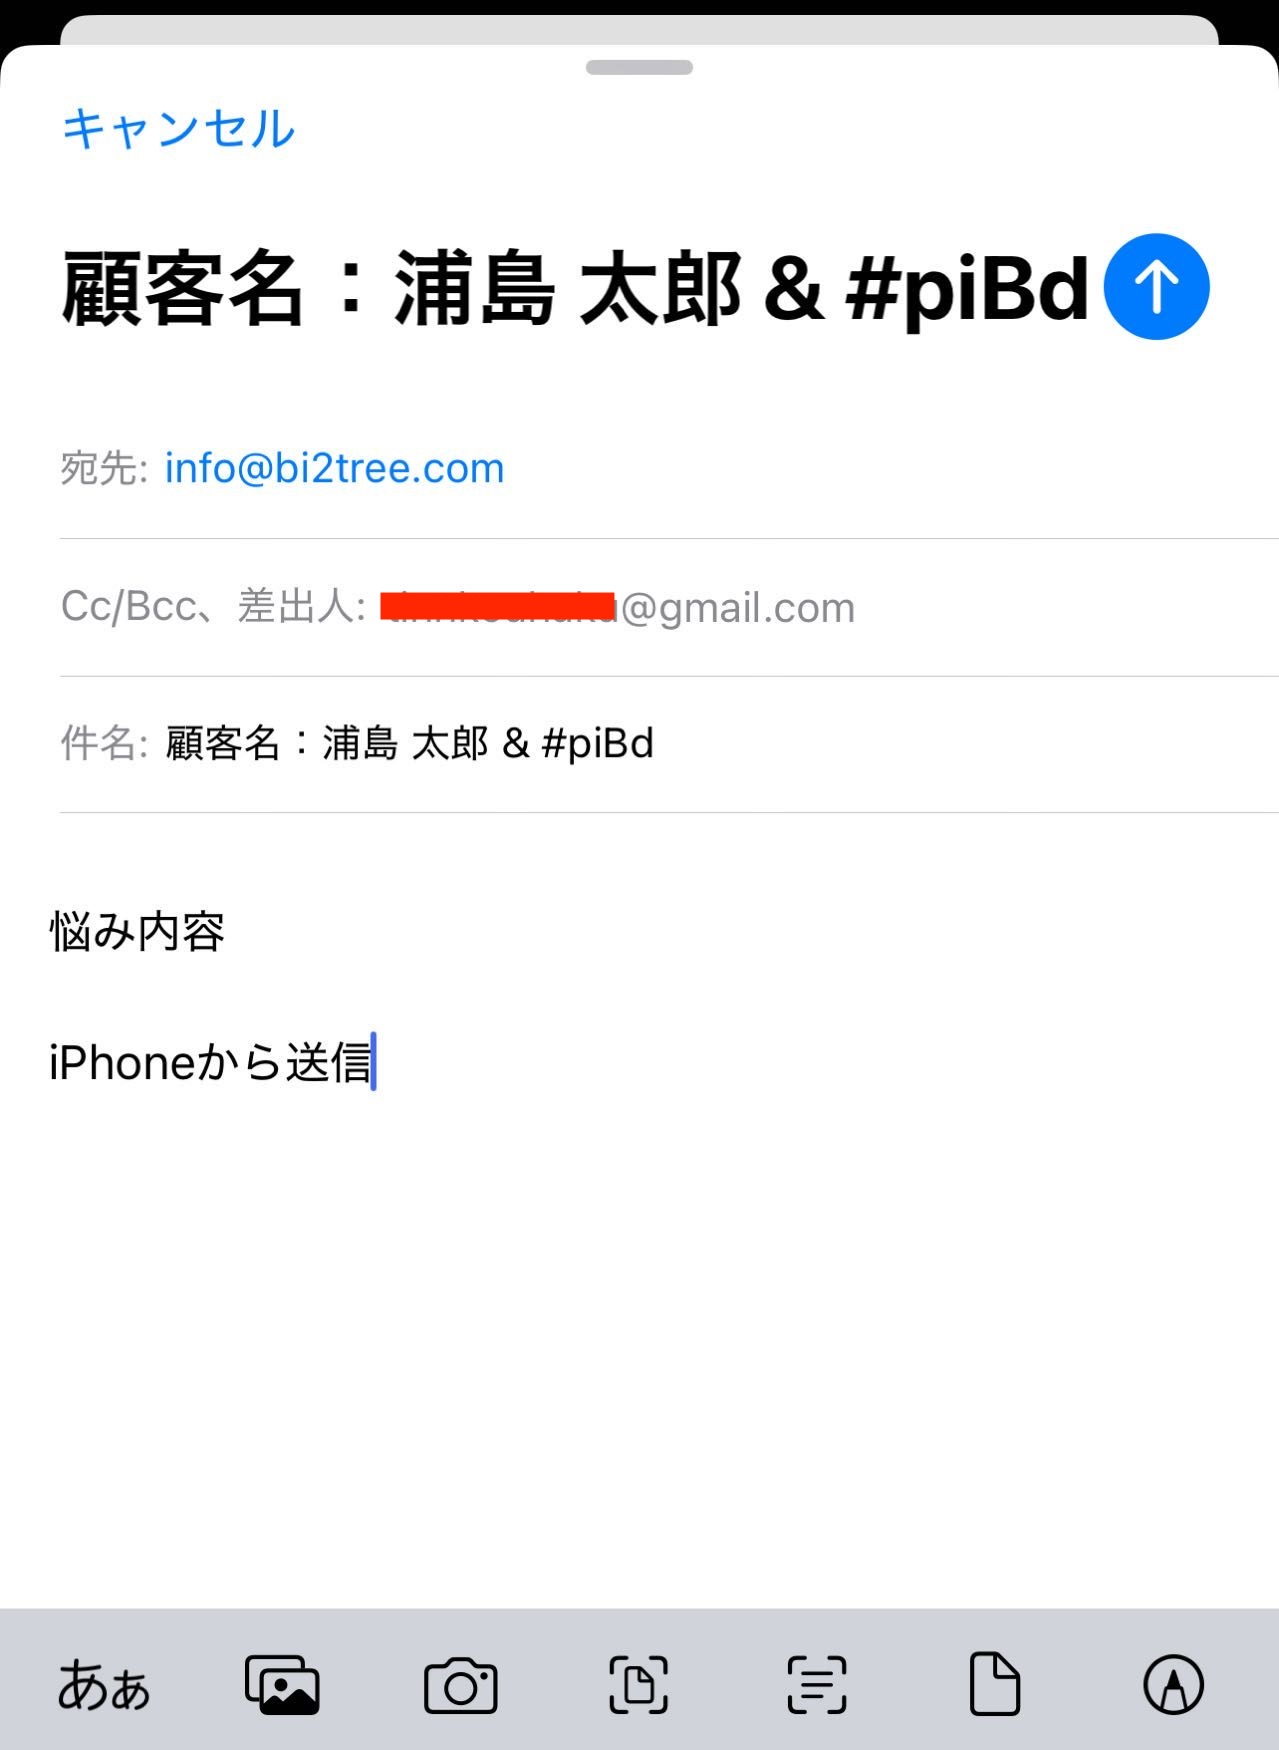 キャンセル
顧客名：浦島 太郎 & #piBd
宛先: info@bi2tree.com
Cc/Bcc、差出人: @gmail.com
件名: 顧客名：浦島 太郎 & #piBd
悩み内容
iPhoneから送信
あぁ